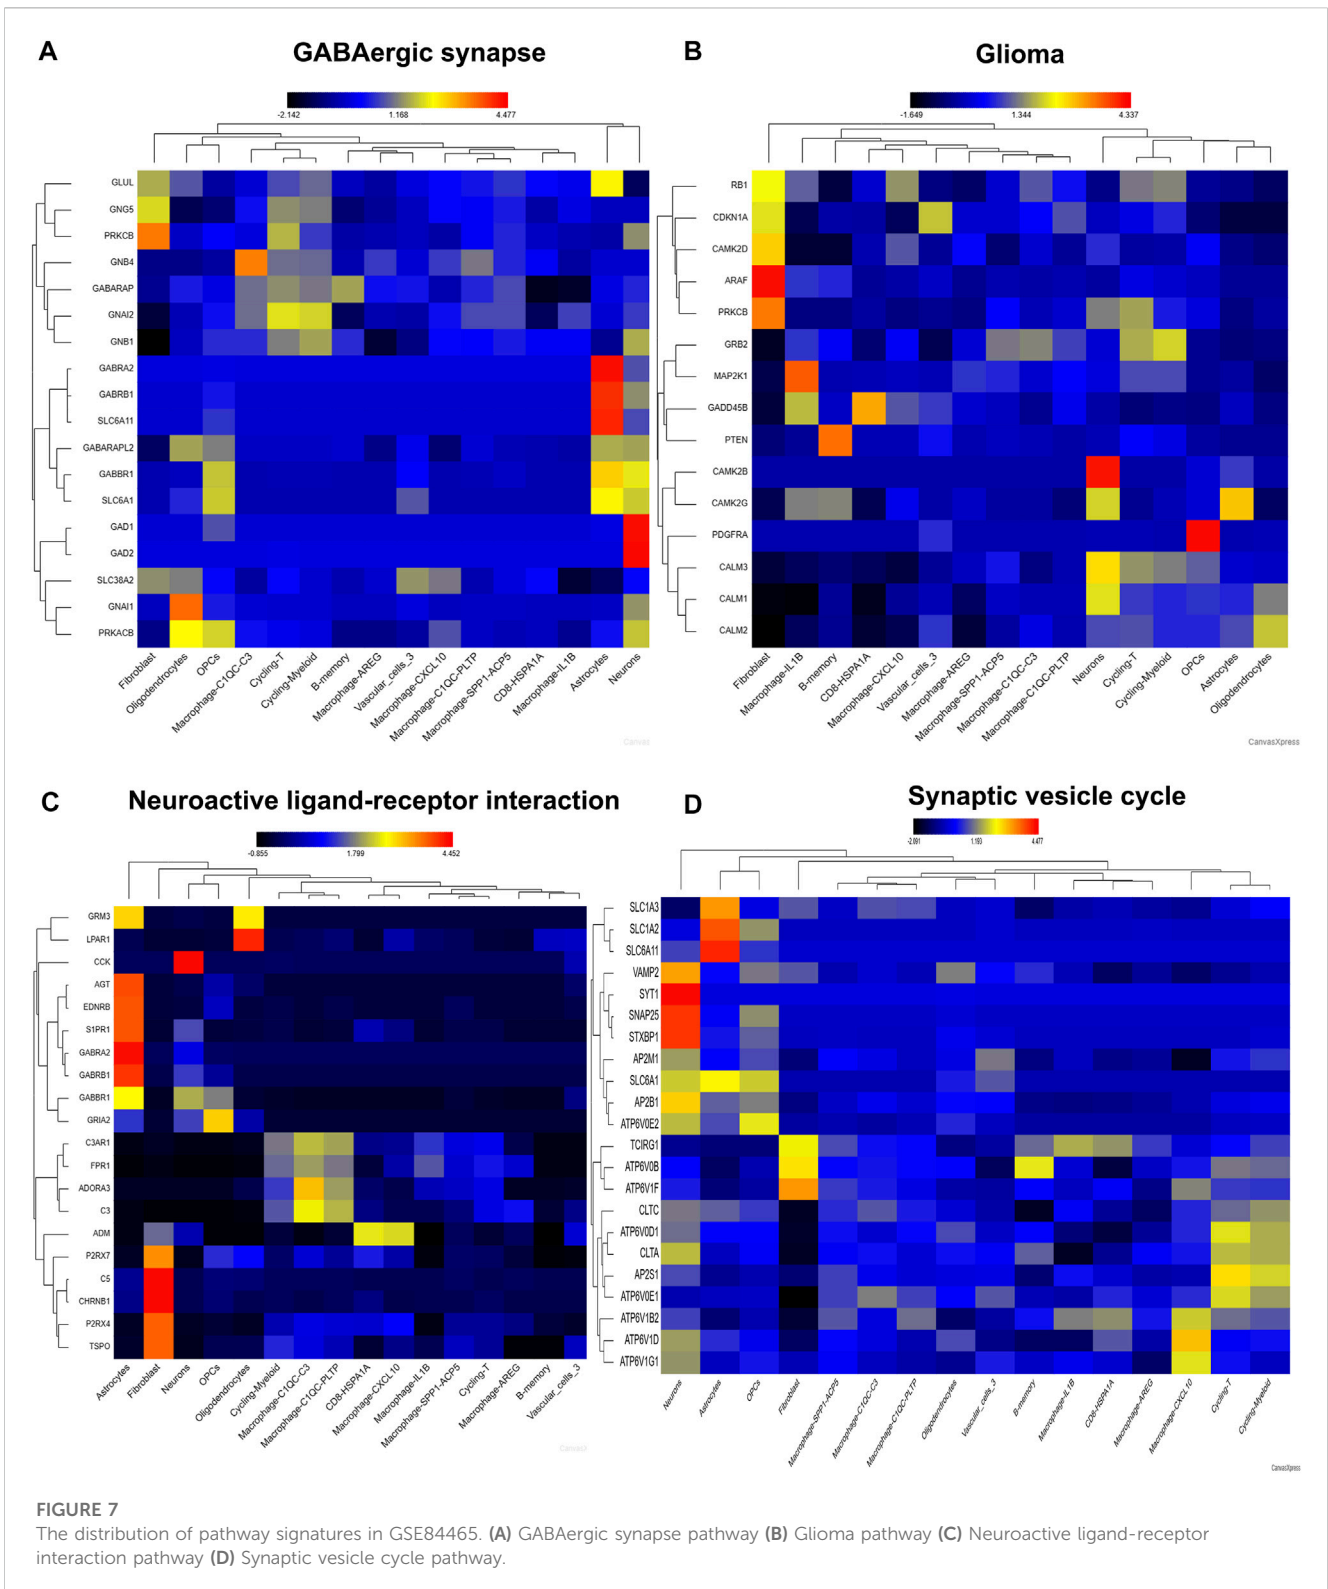 A
GABAergic synapse
-2.142
1.168
4.477
GLUL
GNG5
PRKCB
GNB4
GABARAP
GNAI2
GNB1
GABRA2
GABRB1
SLC6A11
GABARAPL2
GABBR1
SLC6A1
GAD1
GAD2
SLC38A2
GNAI1
PRKACB
Fibroblast
Oligodendrocytes
OPCs
Macrophage-C1QC-C3
Cycling-T
Cycling-Myeloid
B-memory
Macrophage-AREG
Vascular_cells_3
Macrophage-CXCL10
Macrophage-C1QC-PLTP
Macrophage-SPP1-ACP5
CD8-HSPA1A
Macrophage-IL1B
Astrocytes
Neurons
Canvas
B
Glioma
-1.649
1.344
4.337
RB1
CDKN1A
CAMK2D
ARAF
PRKCB
GRB2
MAP2K1
GADD45B
PTEN
CAMK2B
CAMK2G
PDGFRA
CALM3
CALM1
CALM2
Fibroblast
Macrophage-IL1B
B-memory
CD8-HSPA1A
Macrophage-CXCL10
Vascular_cells_3
Macrophage-AREG
Macrophage-SPP1-ACP5
Macrophage-C1QC-C3
Macrophage-C1QC-PLTP
Neurons
Cycling-T
Cycling-Myeloid
OPCs
Astrocytes
Oligodendrocytes
CanvasXpress
C
Neuroactive ligand-receptor interaction
-0.855
1.799
4.452
GRM3
LPAR1
CCK
AGT
EDNRB
S1PR1
GABRA2
GABRB1
GABBR1
GRIA2
C3AR1
FPR1
ADORA3
C3
ADM
P2RX7
C5
CHRNB1
P2RX4
TSPO
Astrocytes
Fibroblast
Neurons
OPCs
Oligodendrocytes
Cycling-Myeloid
Macrophage-C1QC-C3
Macrophage-C1QC-PLTP
CD8-HSPA1A
Macrophage-CXCL10
Macrophage-IL1B
Macrophage-SPP1-ACP5
Cycling-T
Macrophage-AREG
B-memory
Vascular_cells_3
D
Synaptic vesicle cycle
-2.091
1.193
4.477
SLC1A3
SLC1A2
SLC6A11
VAMP2
SYT1
SNAP25
STXBP1
AP2M1
SLC6A1
AP2B1
ATP6V0E2
TCIRG1
ATP6V0B
ATP6V1F
CLTC
ATP6V0D1
CLTA
AP2S1
ATP6V0E1
ATP6V1B2
ATP6V1D
ATP6V1G1
Neurons
Astrocytes
OPCs
Fibroblast
Macrophage-SPP1-ACP5
Macrophage-C1QC-C3
Macrophage-C1QC-PLTP
Oligodendrocytes
Vascular_cells_3
B-memory
Macrophage-IL1B
CD8-HSPA1A
Macrophage-AREG
Macrophage-CXCL10
Cycling-T
Cycling-Myeloid
CanvasXpress
FIGURE 7
The distribution of pathway signatures in GSE84465. (A) GABAergic synapse pathway (B) Glioma pathway (C) Neuroactive ligand-receptor
interaction pathway (D) Synaptic vesicle cycle pathway.